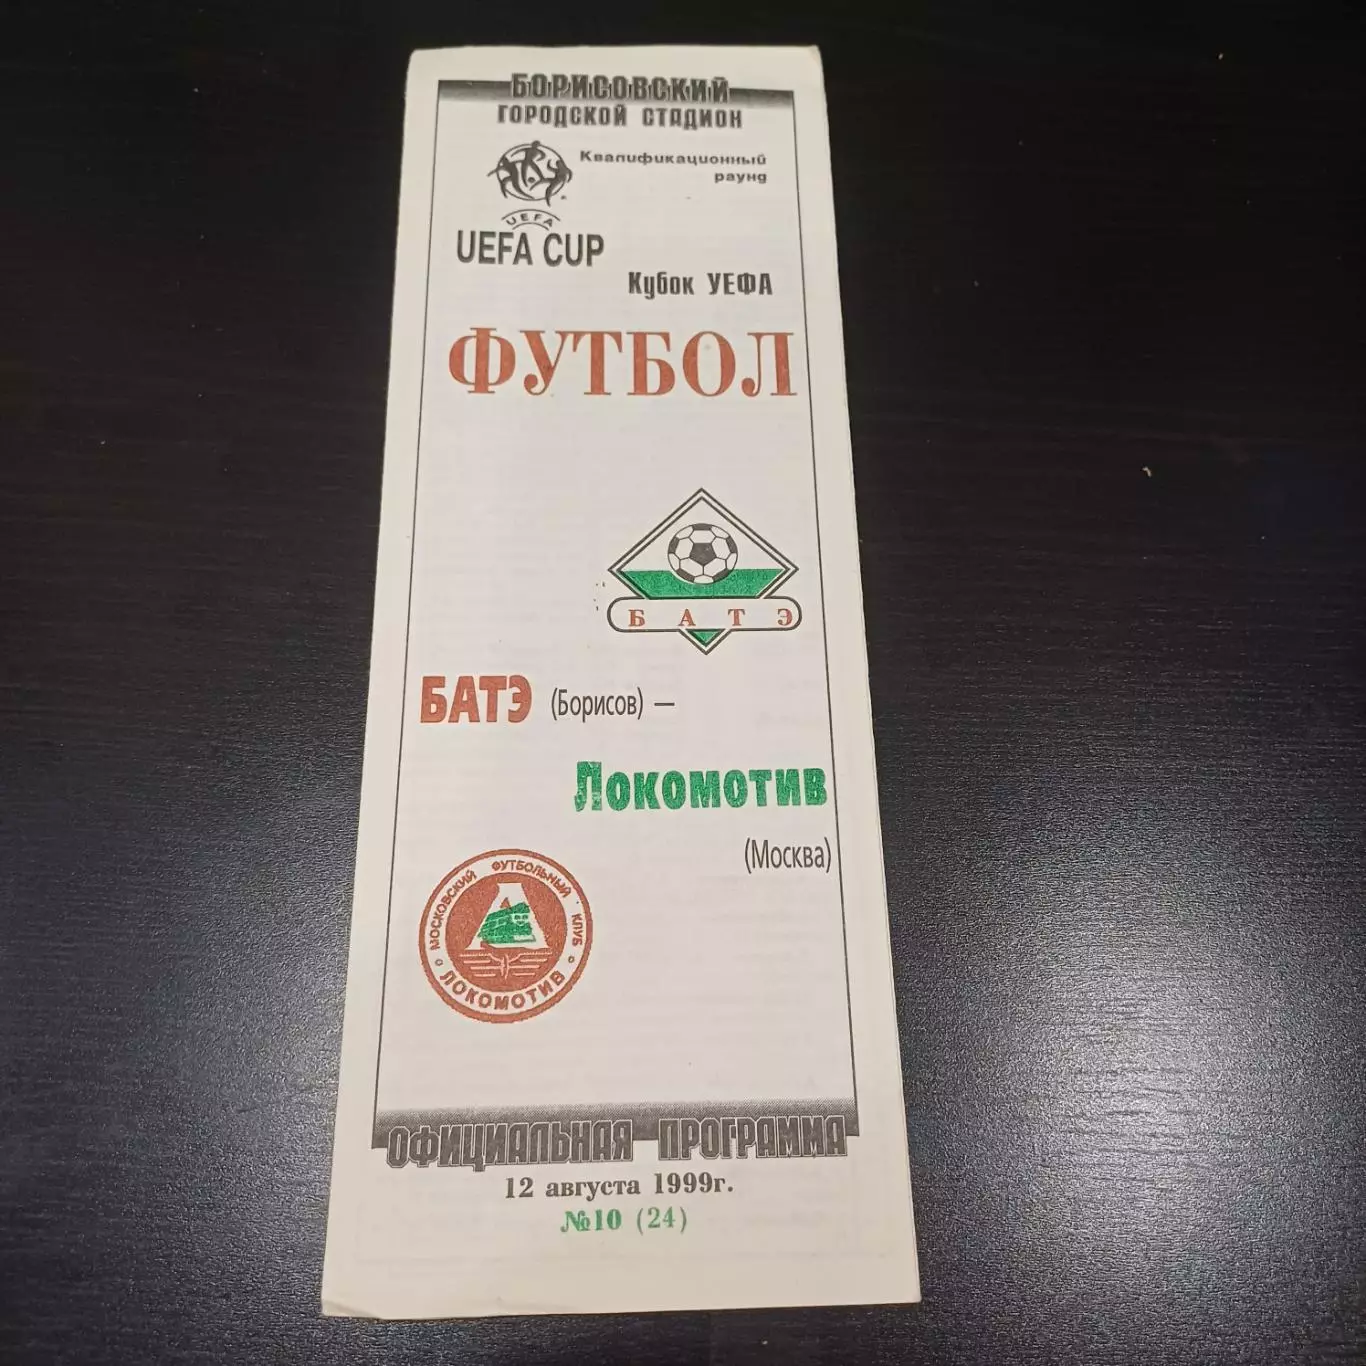 БОРИСОВСКИЙ
ГОРОДСКОЙ СТАДИОН
Квалификационный
раунд
UEFA
UEFA CUP
Кубок УЕФА
ФУТБОЛ
БАТЭ
БАТЭ (Борисов) —
Локомотив
(Москва)
МОСКОВСКИЙ ФУТБОЛЬНЫЙ КЛУБ
ЛОКОМОТИВ
ОФИЦИАЛЬНАЯ ПРОГРАММА
12 августа 1999г.
№10 (24)